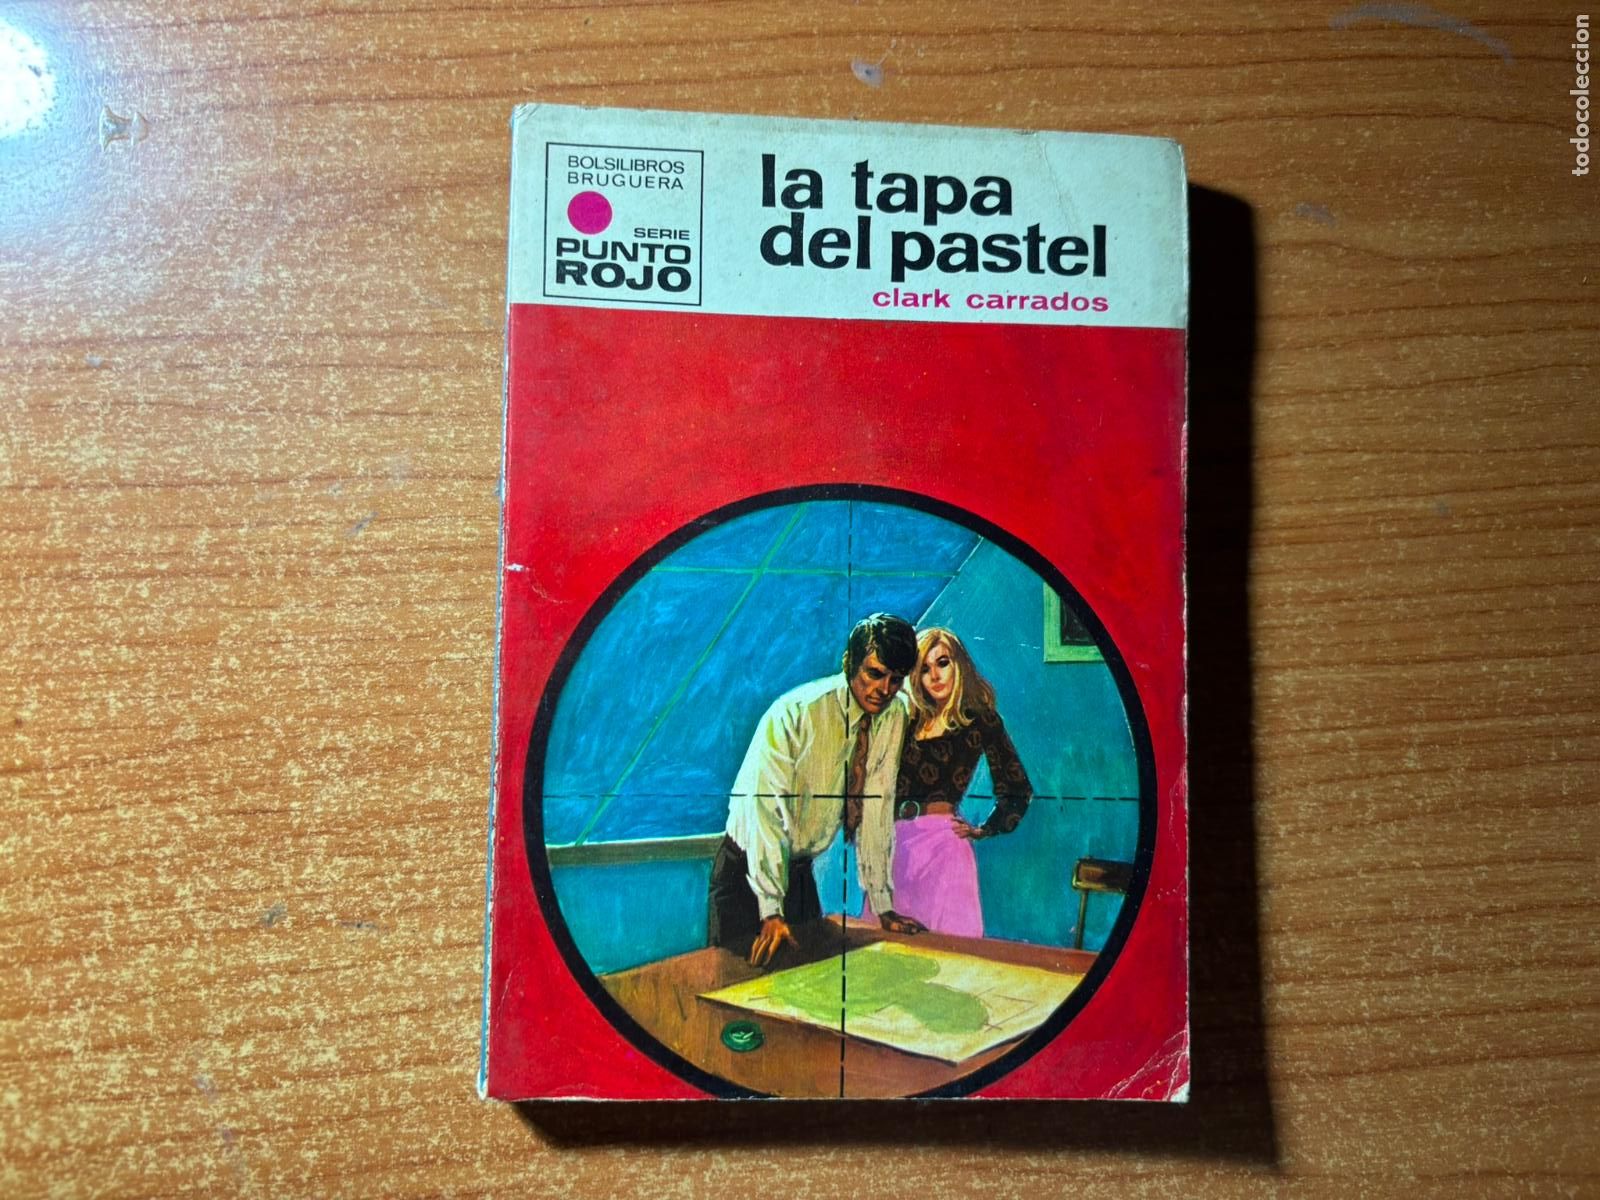 BOLSILIBROS
BRUGUERA
SERIE
PUNTO
ROJO
la tapa
del pastel
clark carrados
todocoleccion